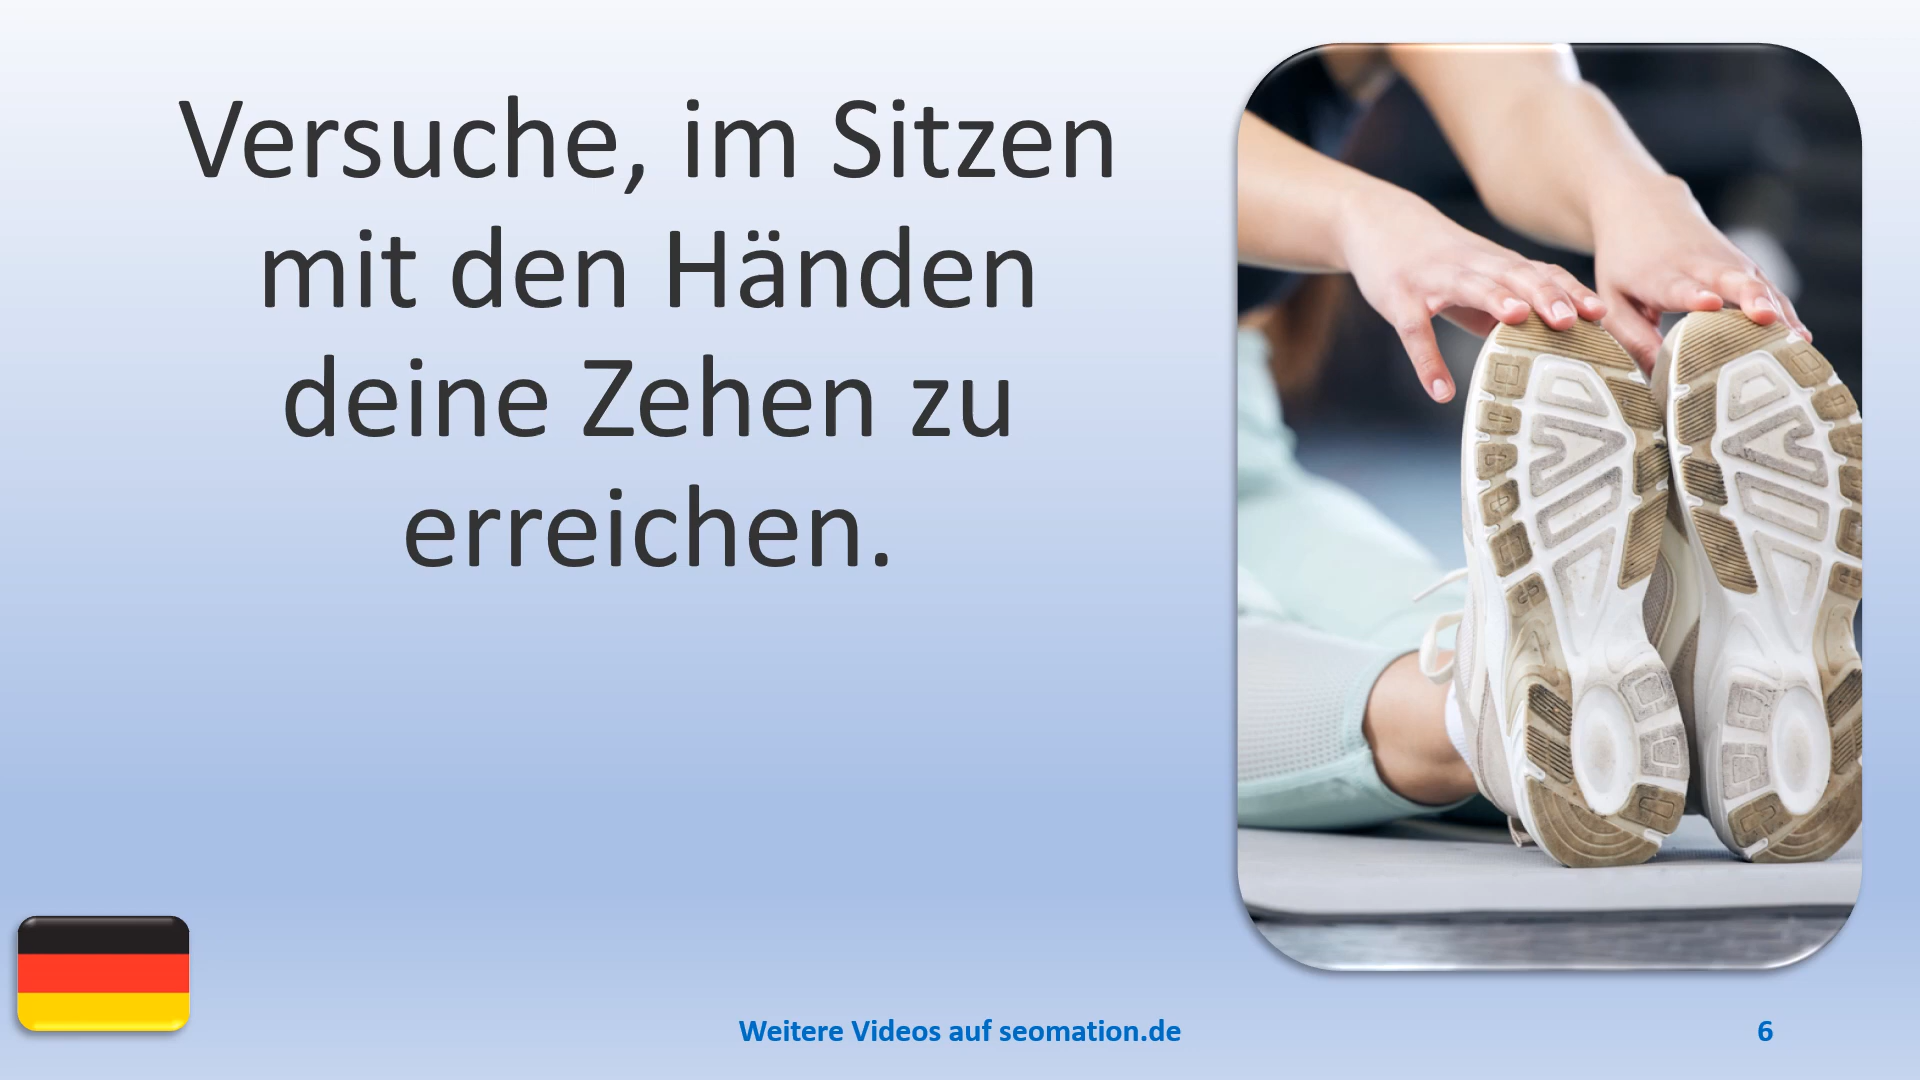 Versuche, im Sitzen
mit den Händen
deine Zehen zu
erreichen.
Weitere Videos auf seomation.de
6